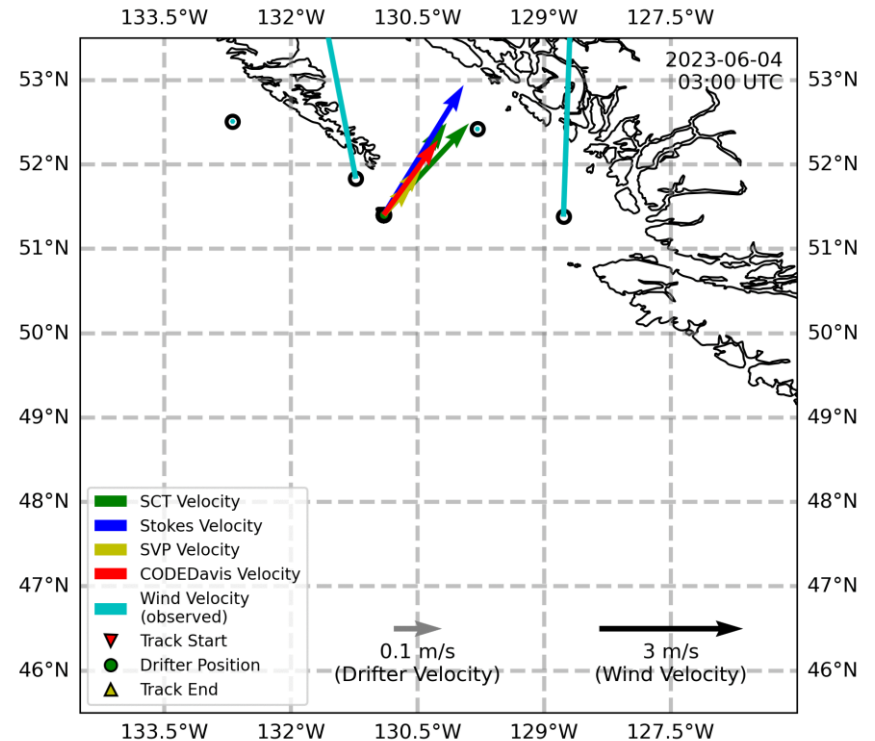 133.5°W 132°W 130.5°W 129°W 127.5°W
2023-06-04
03:00 UTC
53°N 53°N
52°N 52°N
51°N 51°N
50°N 50°N
49°N 49°N
48°N 48°N
47°N 47°N
46°N 46°N
SCT Velocity
Stokes Velocity
SVP Velocity
CODEDavis Velocity
Wind Velocity
(observed)
Track Start
Drifter Position
Track End
0.1 m/s
(Drifter Velocity)
3 m/s
(Wind Velocity)
133.5°W 132°W 130.5°W 129°W 127.5°W